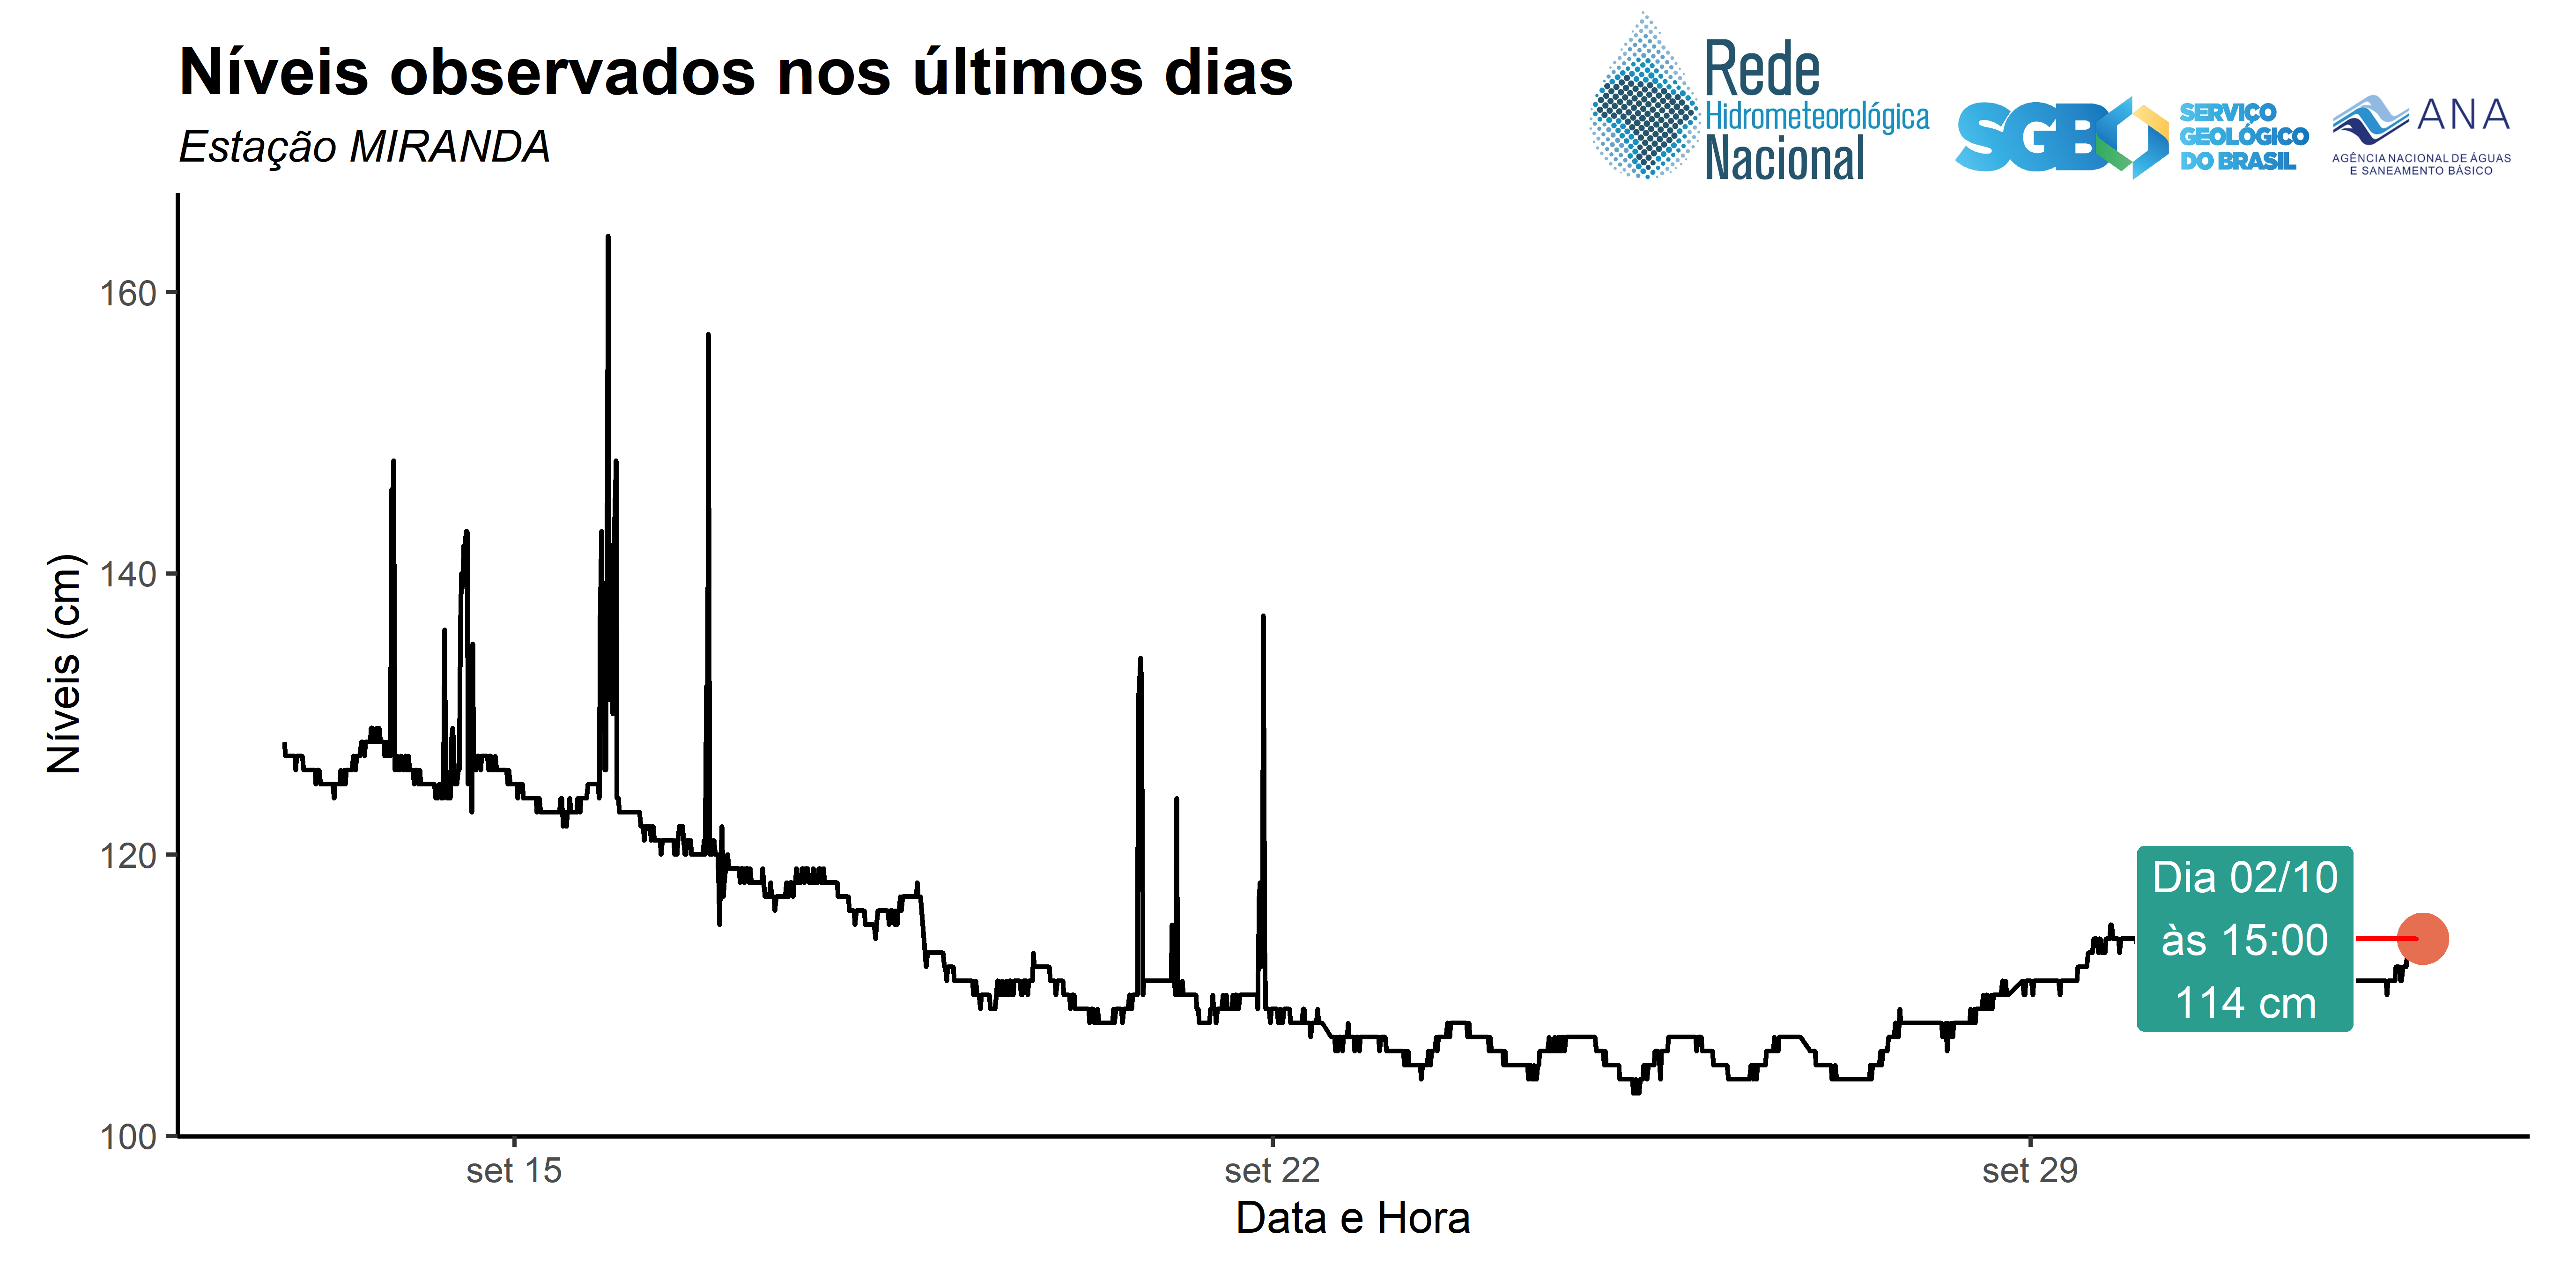 Níveis observados nos últimos dias
Estação MIRANDA
Rede
Hidrometeorológica
Nacional
SGB
SERVIÇO
GEOLÓGICO
DO BRASIL
ANA
AGÊNCIA NACIONAL DE ÁGUAS
E SANEAMENTO BÁSICO
Níveis (cm)
160
140
120
100
Dia 02/10
às 15:00
114 cm
set 15
set 22
set 29
Data e Hora